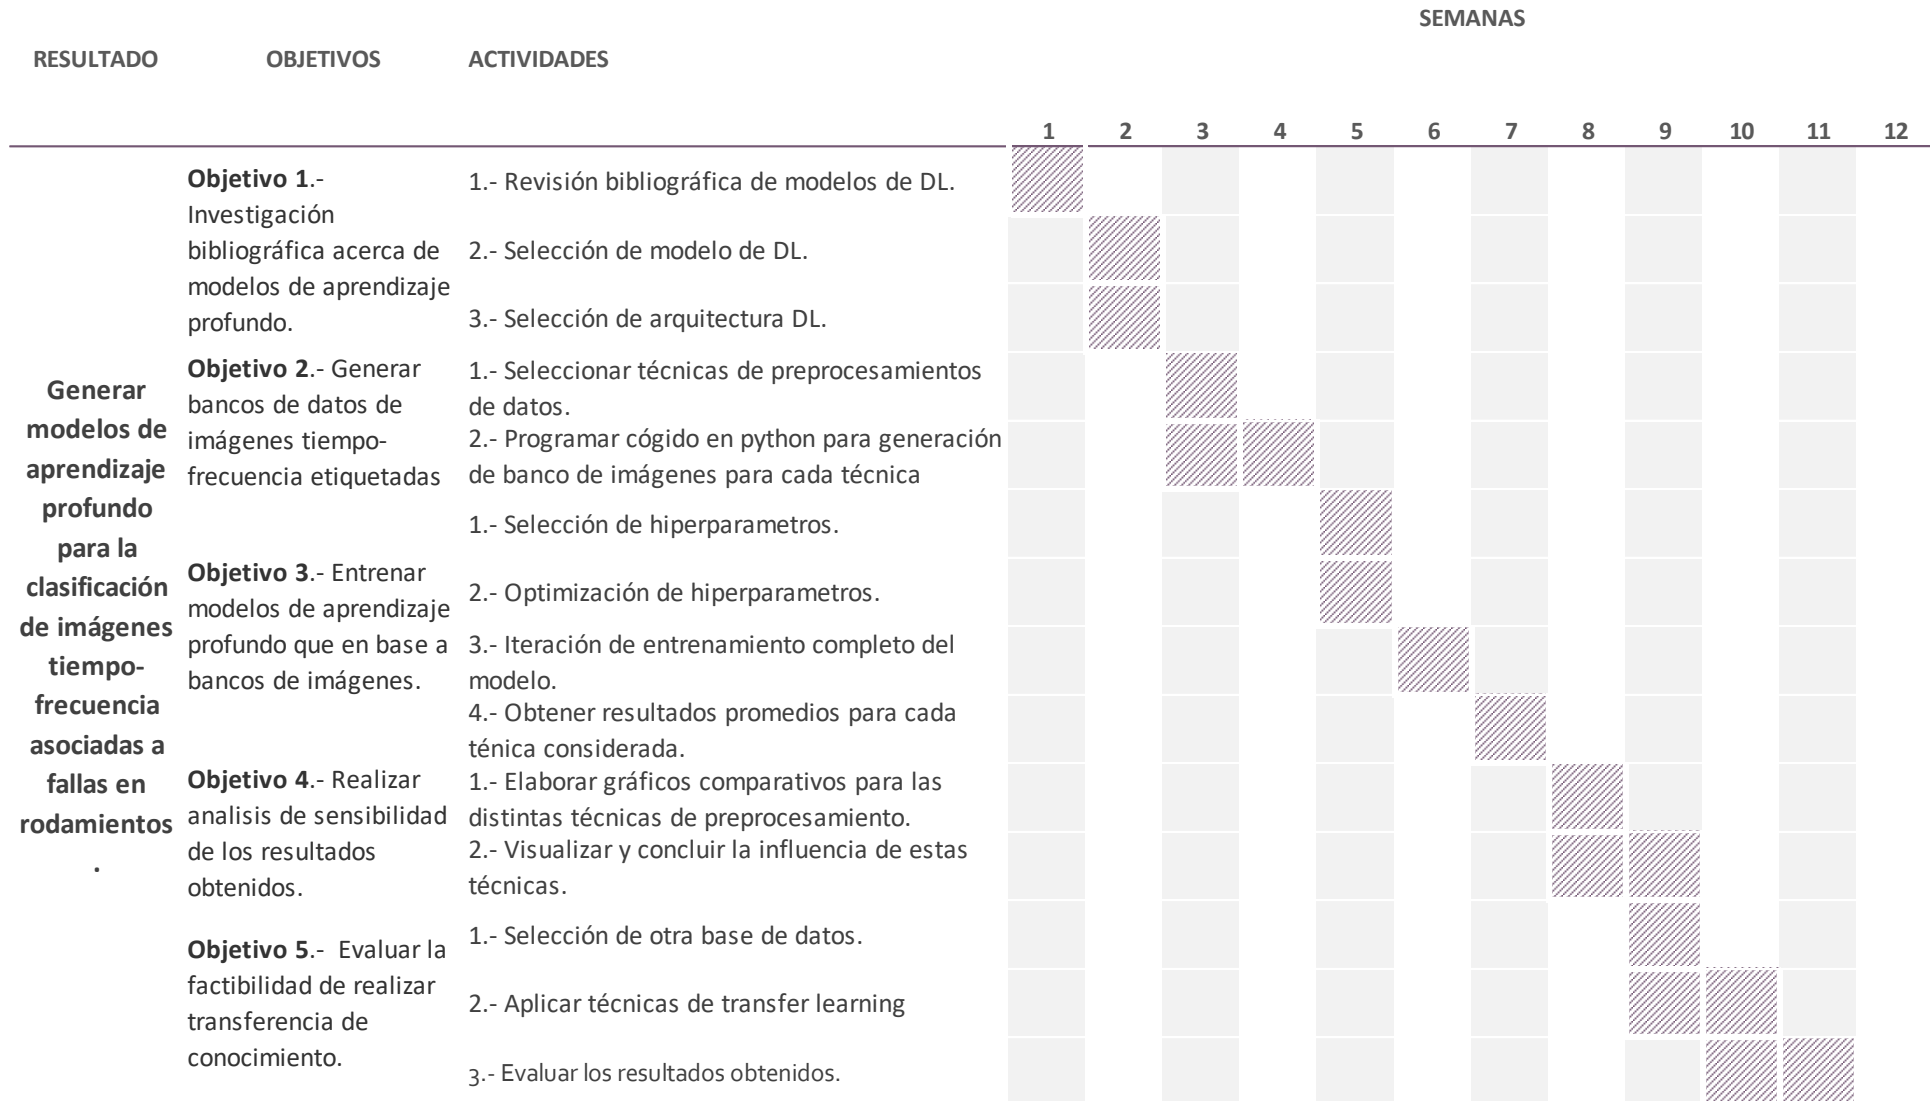 SEMANAS
RESULTADO OBJETIVOS ACTIVIDADES
1 2 3 4 5 6 7 8 9 10 11 12
Generar
modelos de
aprendizaje
profundo
para la
clasificación
de imágenes
tiempo-
frecuencia
asociadas a
fallas en
rodamientos
.
Objetivo 1.-
Investigación
bibliográfica acerca de
modelos de aprendizaje
profundo.
1.- Revisión bibliográfica de modelos de DL.
2.- Selección de modelo de DL.
3.- Selección de arquitectura DL.
Objetivo 2.- Generar
bancos de datos de
imágenes tiempo-
frecuencia etiquetadas
1.- Seleccionar técnicas de preprocesamientos
de datos.
2.- Programar cógido en python para generación
de banco de imágenes para cada técnica
Objetivo 3.- Entrenar
modelos de aprendizaje
profundo que en base a
bancos de imágenes.
1.- Selección de hiperparametros.
2.- Optimización de hiperparametros.
3.- Iteración de entrenamiento completo del
modelo.
4.- Obtener resultados promedios para cada
ténica considerada.
Objetivo 4.- Realizar
analisis de sensibilidad
de los resultados
obtenidos.
1.- Elaborar gráficos comparativos para las
distintas técnicas de preprocesamiento.
2.- Visualizar y concluir la influencia de estas
técnicas.
Objetivo 5.- Evaluar la
factibilidad de realizar
transferencia de
conocimiento.
1.- Selección de otra base de datos.
2.- Aplicar técnicas de transfer learning
3.- Evaluar los resultados obtenidos.